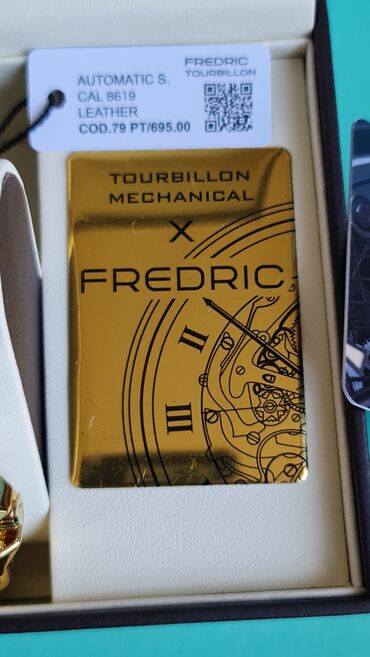 FREDRIC
TOURBILLON
AUTOMATIC S.
CAL 8619
LEATHER
COD.79 PT/695.00
TOURBILLON
MECHANICAL
X
FREDRIC
II
III